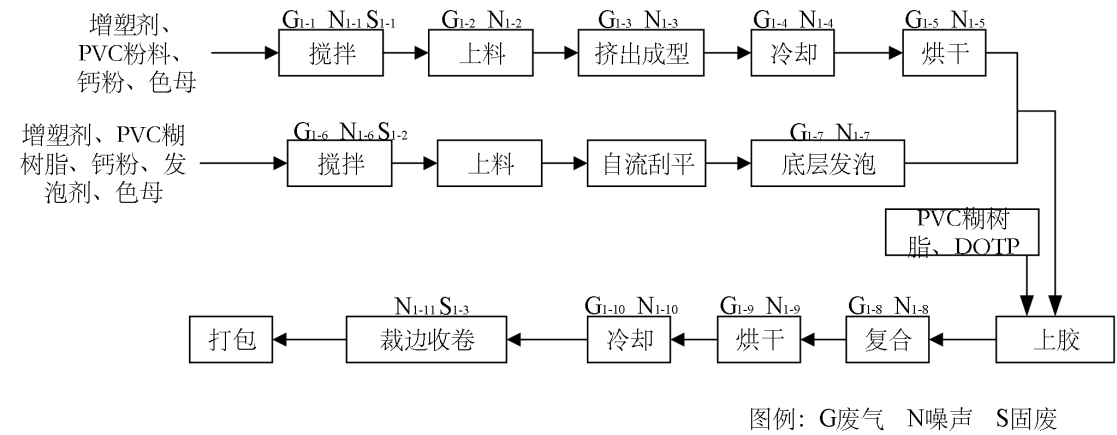 增塑剂、
PVC粉料、
钙粉、色母
G1-1 N1-1 S1-1
搅拌
G1-2 N1-2
上料
G1-3 N1-3
挤出成型
G1-4 N1-4
冷却
G1-5 N1-5
烘干
增塑剂、PVC糊
树脂、钙粉、发
泡剂、色母
G1-6 N1-6 S1-2
搅拌
上料
自流刮平
G1-7 N1-7
底层发泡
PVC糊树
脂、DOTP
上胶
G1-8 N1-8
复合
G1-9 N1-9
烘干
G1-10 N1-10
冷却
N1-11 S1-3
裁边收卷
打包
图例：G废气 N噪声 S固废